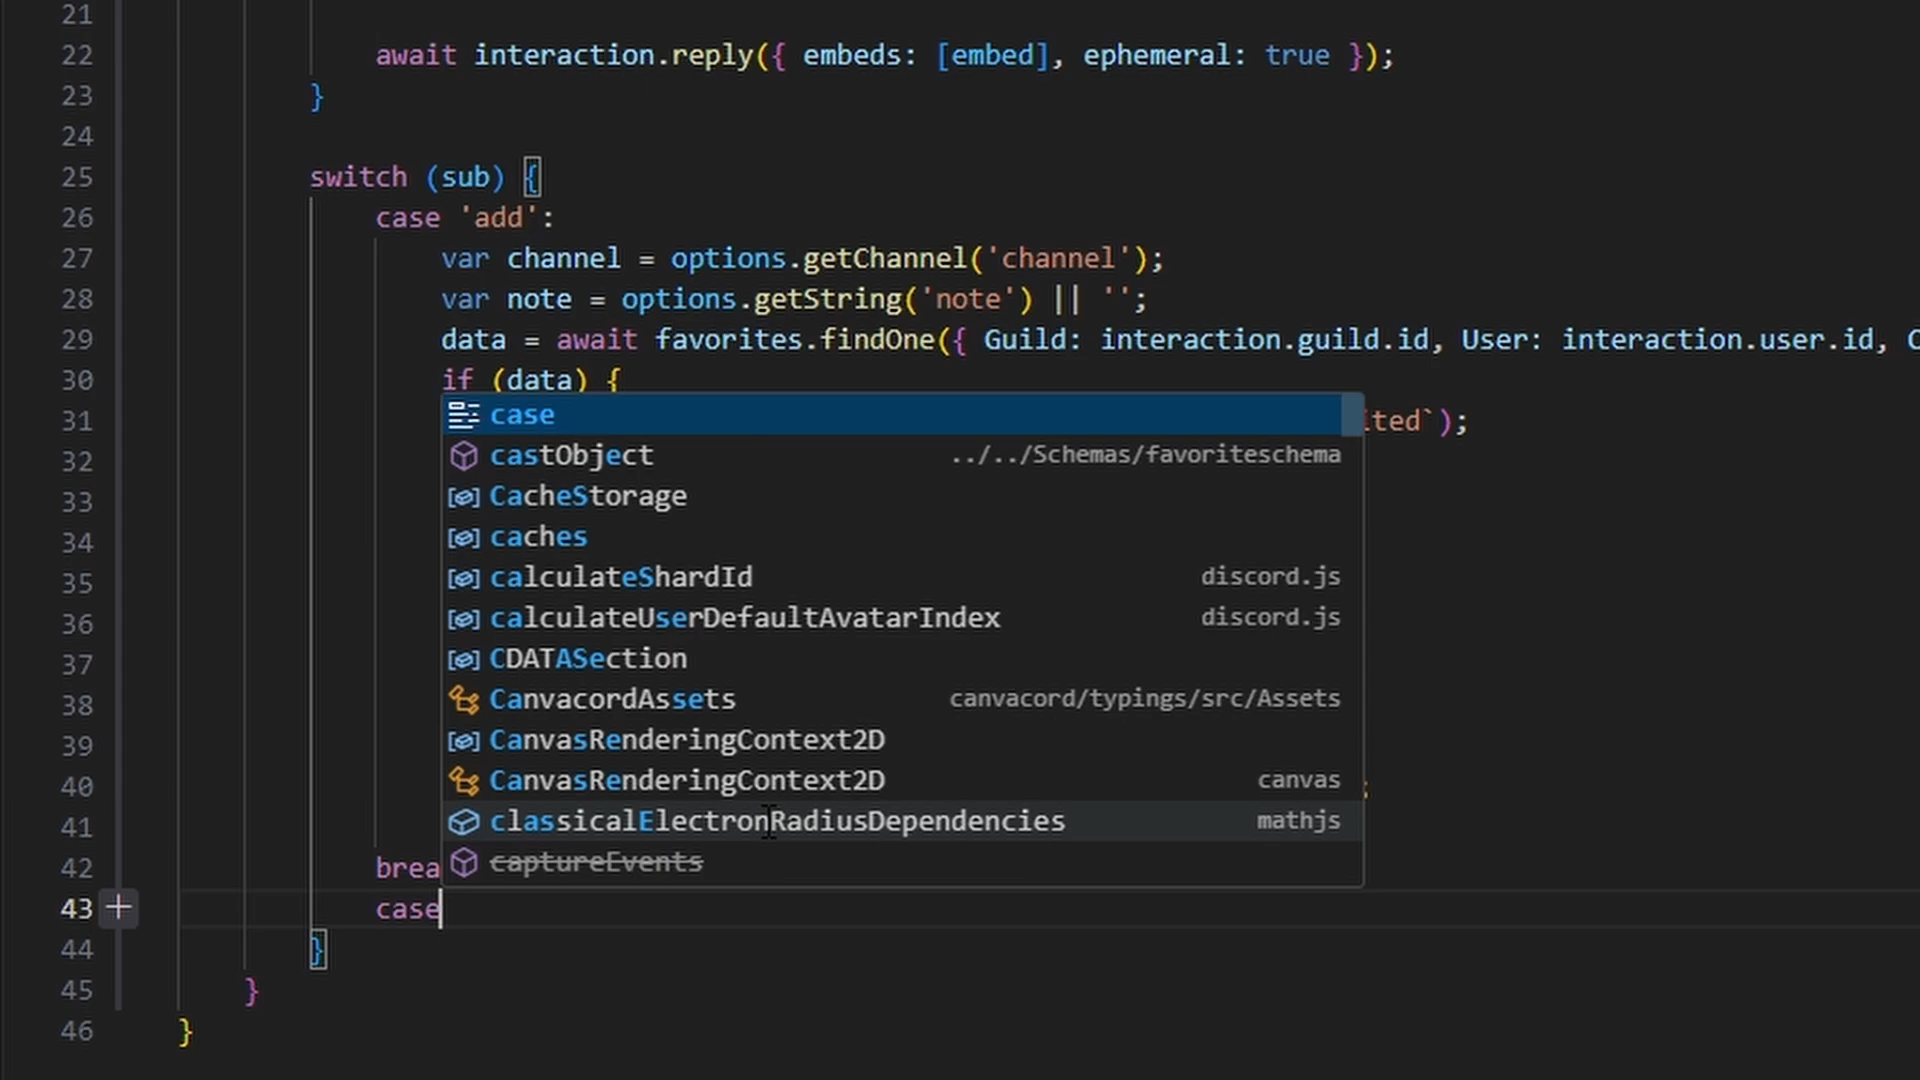 21
22 await interaction.reply({ embeds: [embed], ephemeral: true });
23 }
24
25 switch (sub) {
26 case 'add':
27 var channel = options.getChannel('channel');
28 var note = options.getString('note') || '';
29 data = await favorites.findOne({ Guild: interaction.guild.id, User: interaction.user.id, C
30 if (data) {
case
31 ited`);
castObject ../../Schemas/favoriteschema
32
CacheStorage
33
caches
34
calculateShardId discord.js
35
calculateUserDefaultAvatarIndex discord.js
36
CDATASection
37
CanvacordAssets canvacord/typings/src/Assets
38
CanvasRenderingContext2D
39
CanvasRenderingContext2D canvas
40 ;
classicalElectronRadiusDependencies mathjs
41
captureEvents
42 brea
43 + case
44 }
45 }
46 }